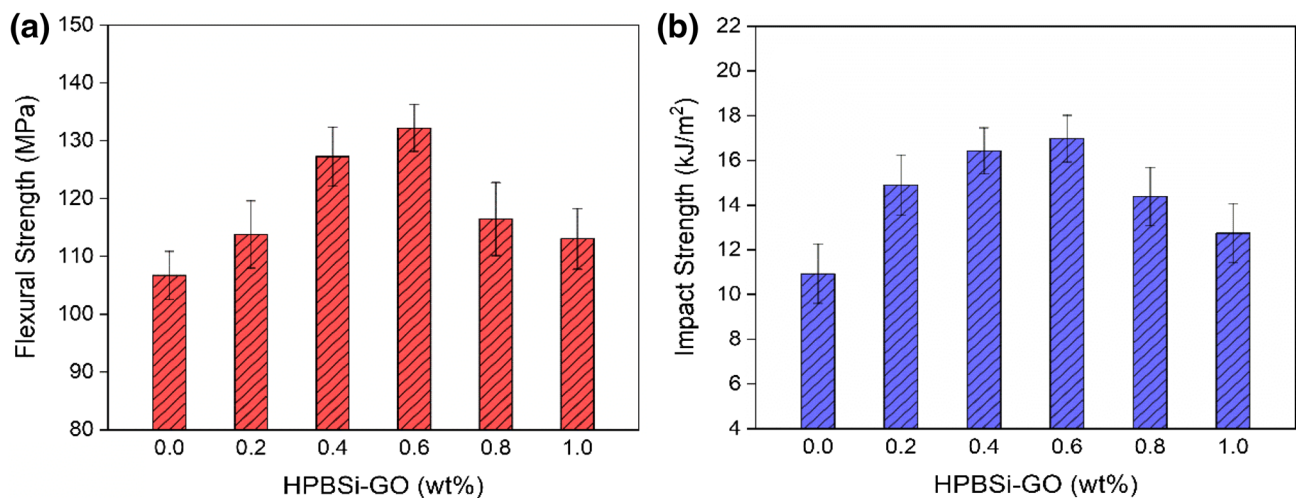 (a)
Flexural Strength (MPa)
150
140
130
120
110
100
90
80
0.0 0.2 0.4 0.6 0.8 1.0
HPBSi-GO (wt%)
(b)
Impact Strength (kJ/m²)
22
20
18
16
14
12
10
8
6
4
0.0 0.2 0.4 0.6 0.8 1.0
HPBSi-GO (wt%)